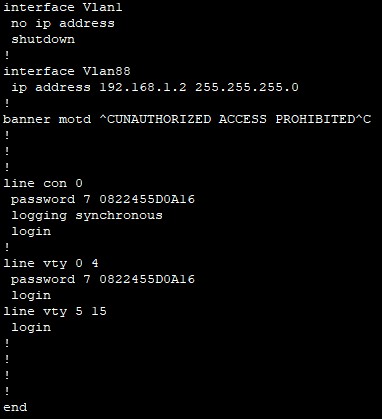 interface Vlan1
 no ip address
 shutdown
!
interface Vlan88
 ip address 192.168.1.2 255.255.255.0
!
banner motd ^CUNAUTHORIZED ACCESS PROHIBITED^C
!
!
!
line con 0
 password 7 0822455D0A16
 logging synchronous
 login
!
line vty 0 4
 password 7 0822455D0A16
 login
line vty 5 15
 login
!
!
!
!
end